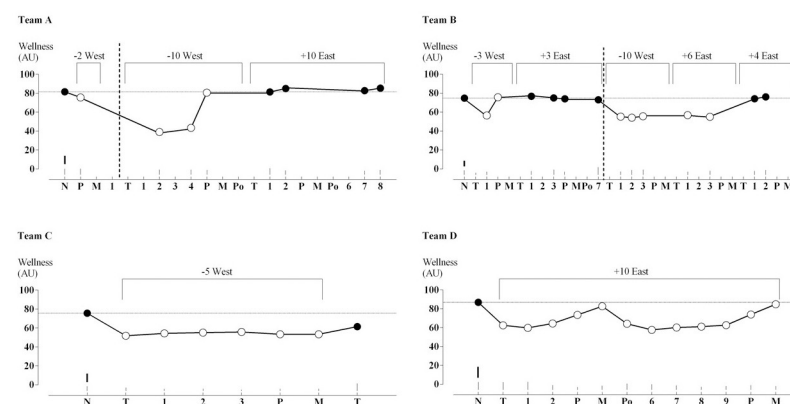 Team A
Wellness
(AU)
-2 West
-10 West
+10 East
100
80
60
40
20
0
N P M 1 T 1 2 3 4 P M Po T 1 2 P M Po 6 7 8
Team B
Wellness
(AU)
-3 West
+3 East
-10 West
+6 East
+4 East
100
80
60
40
20
0
N T 1 P M T 1 2 3 P M Po 7 T 1 2 3 P M T 1 2 3 P M T 1 2 P M
Team C
Wellness
(AU)
-5 West
100
80
60
40
20
0
N T 1 2 3 P M T
Team D
Wellness
(AU)
+10 East
100
80
60
40
20
0
N T 1 2 P M Po 6 7 8 9 P M